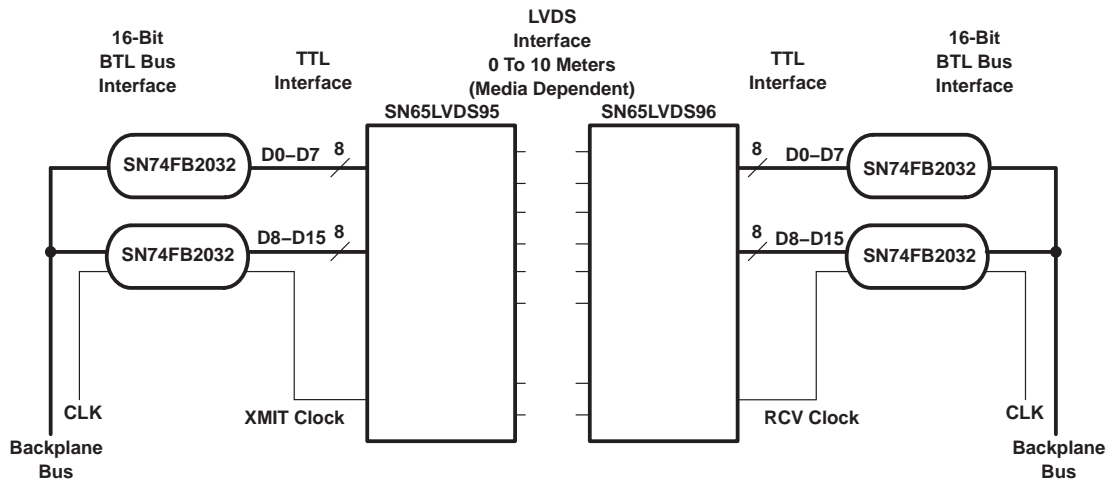 16-Bit
BTL Bus
Interface
TTL
Interface
LVDS
Interface
0 To 10 Meters
(Media Dependent)
TTL
Interface
16-Bit
BTL Bus
Interface
SN65LVDS95
SN65LVDS96
SN74FB2032
D0–D7
8
8
D0–D7
SN74FB2032
SN74FB2032
D8–D15
8
8
D8–D15
SN74FB2032
CLK
XMIT Clock
RCV Clock
CLK
Backplane
Bus
Backplane
Bus